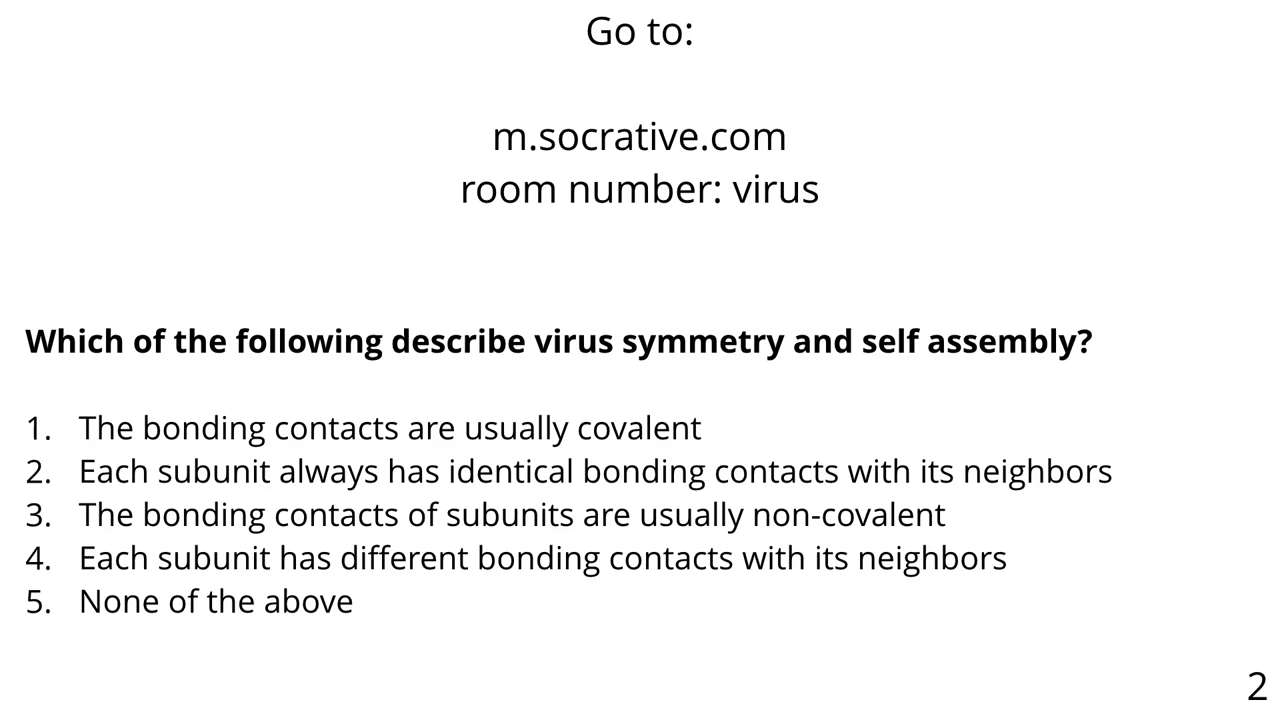 Go to:
m.socrative.com
room number: virus
Which of the following describe virus symmetry and self assembly?
1. The bonding contacts are usually covalent
2. Each subunit always has identical bonding contacts with its neighbors
3. The bonding contacts of subunits are usually non-covalent
4. Each subunit has different bonding contacts with its neighbors
5. None of the above
2